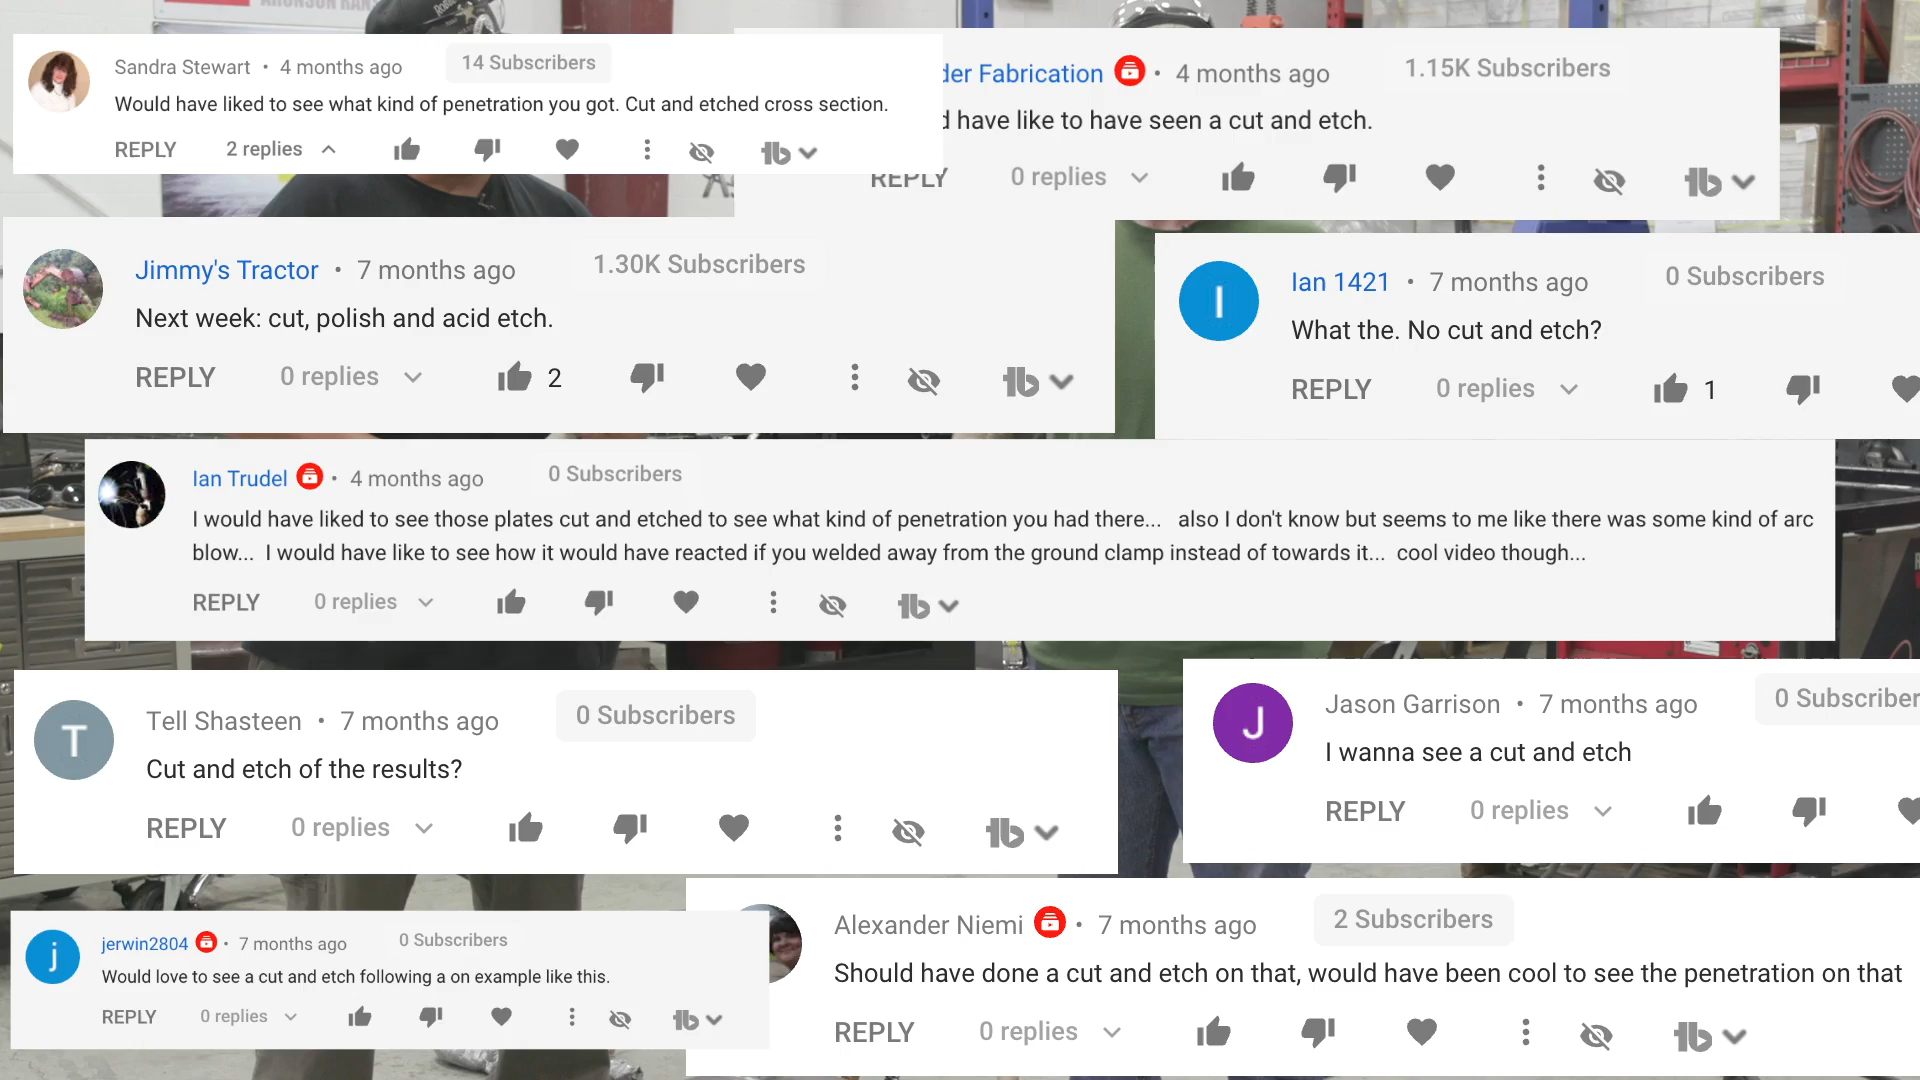 Sandra Stewart • 4 months ago 14 Subscribers
Would have liked to see what kind of penetration you got. Cut and etched cross section.
REPLY 2 replies
der Fabrication • 4 months ago 1.15K Subscribers
have like to have seen a cut and etch.
REPLY 0 replies
Jimmy's Tractor • 7 months ago 1.30K Subscribers
Next week: cut, polish and acid etch.
REPLY 0 replies 2
I
Ian 1421 • 7 months ago 0 Subscribers
What the. No cut and etch?
REPLY 0 replies 1
Ian Trudel • 4 months ago 0 Subscribers
I would have liked to see those plates cut and etched to see what kind of penetration you had there... also I don't know but seems to me like there was some kind of arc
blow... I would have like to see how it would have reacted if you welded away from the ground clamp instead of towards it... cool video though...
REPLY 0 replies
T
Tell Shasteen • 7 months ago 0 Subscribers
Cut and etch of the results?
REPLY 0 replies
J
Jason Garrison • 7 months ago 0 Subscriber
I wanna see a cut and etch
REPLY 0 replies
j
jerwin2804 • 7 months ago 0 Subscribers
Would love to see a cut and etch following a on example like this.
REPLY 0 replies
Alexander Niemi • 7 months ago 2 Subscribers
Should have done a cut and etch on that, would have been cool to see the penetration on that
REPLY 0 replies